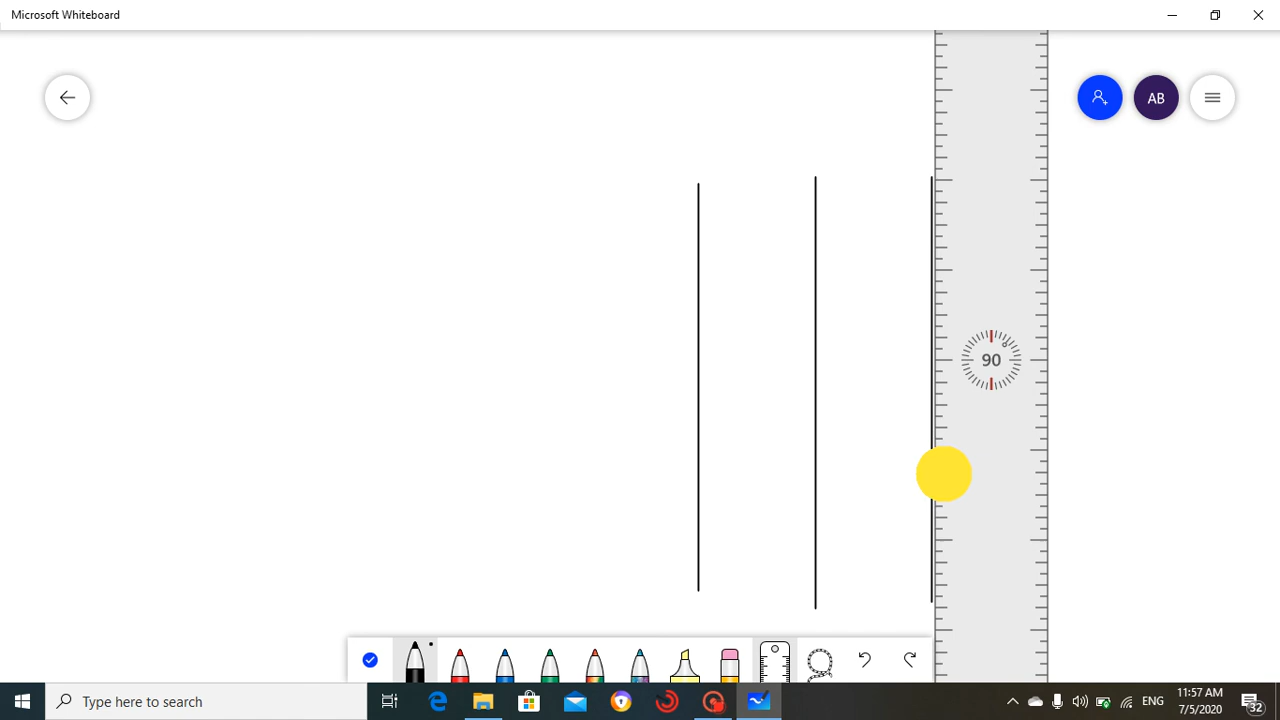 Microsoft Whiteboard
AB
90
Type here to search
ENG
11:57 AM
7/5/2020
32